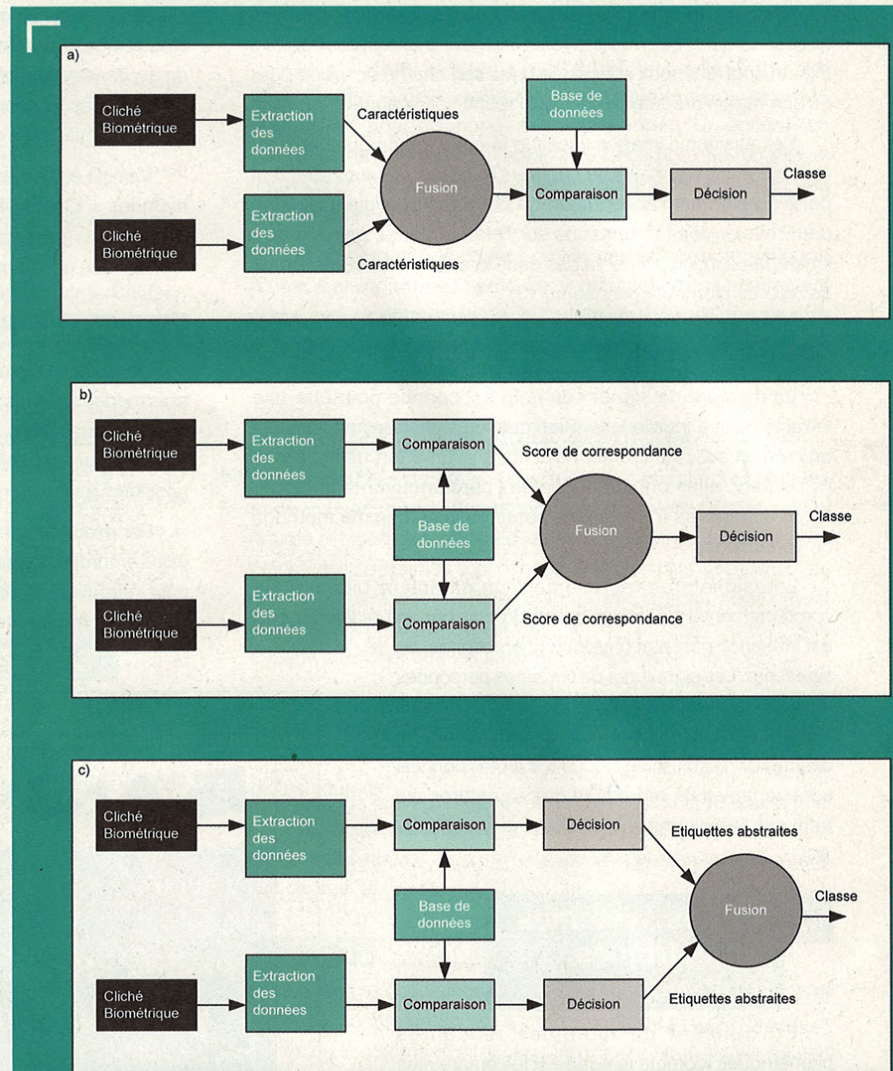 a)
Cliché
Biométrique
Extraction
des
données
Caractéristiques
Cliché
Biométrique
Extraction
des
données
Caractéristiques
Fusion
Base de
données
Comparaison
Décision
Classe
b)
Cliché
Biométrique
Extraction
des
données
Comparaison
Score de correspondance
Base de
données
Cliché
Biométrique
Extraction
des
données
Comparaison
Score de correspondance
Fusion
Décision
Classe
c)
Cliché
Biométrique
Extraction
des
données
Comparaison
Décision
Etiquettes abstraites
Base de
données
Cliché
Biométrique
Extraction
des
données
Comparaison
Décision
Etiquettes abstraites
Fusion
Classe